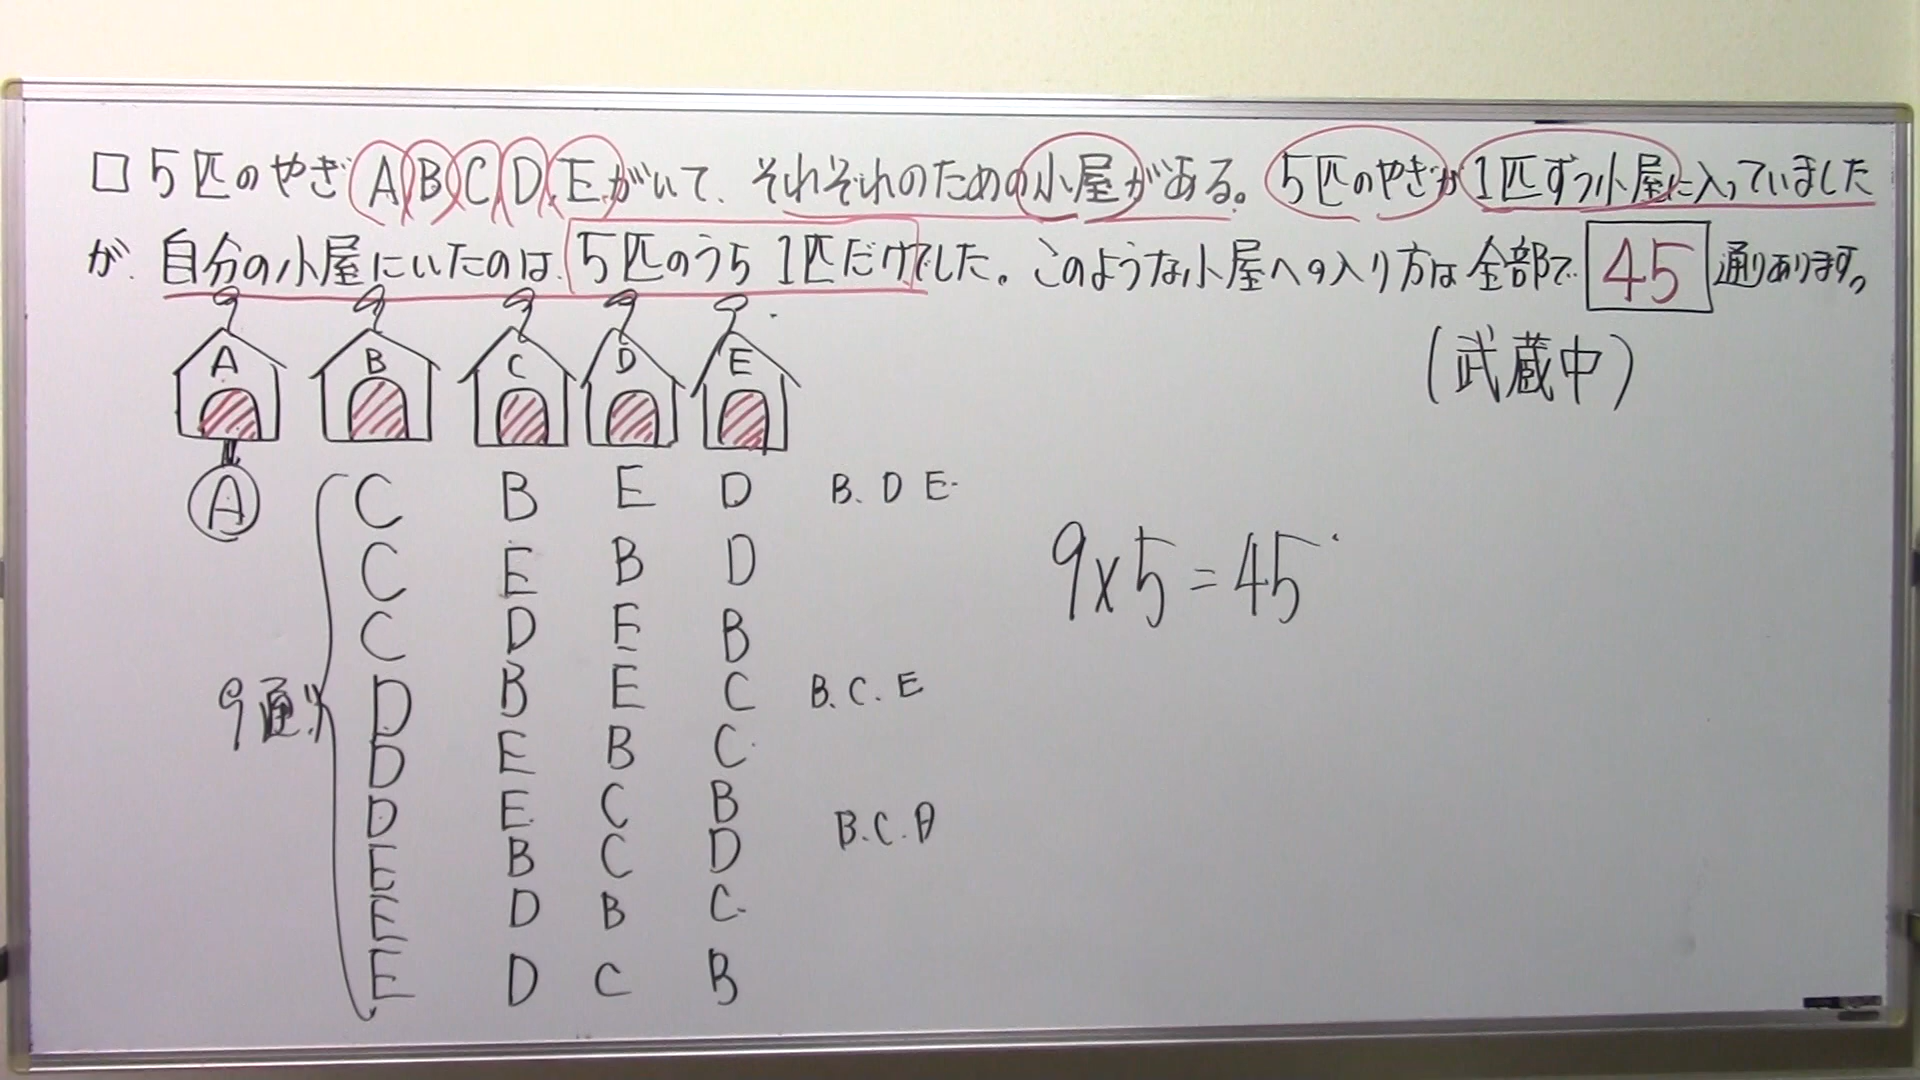 □ 5匹のやぎABCDEがいて、それぞれのための小屋がある。5匹のやぎが1匹ずつ小屋に入っていました
が、自分の小屋にいたのは、5匹のうち1匹だけでした。このような小屋への入り方は全部で 45 通りあります。
(武蔵中)
A B C D E
A
C B E D B. D E.
C E B D
C D E B
D B E C B. C. E
D E B C
D E C B
E B C D B. C. D
E D B C
E D C B
9通り
9×5=45